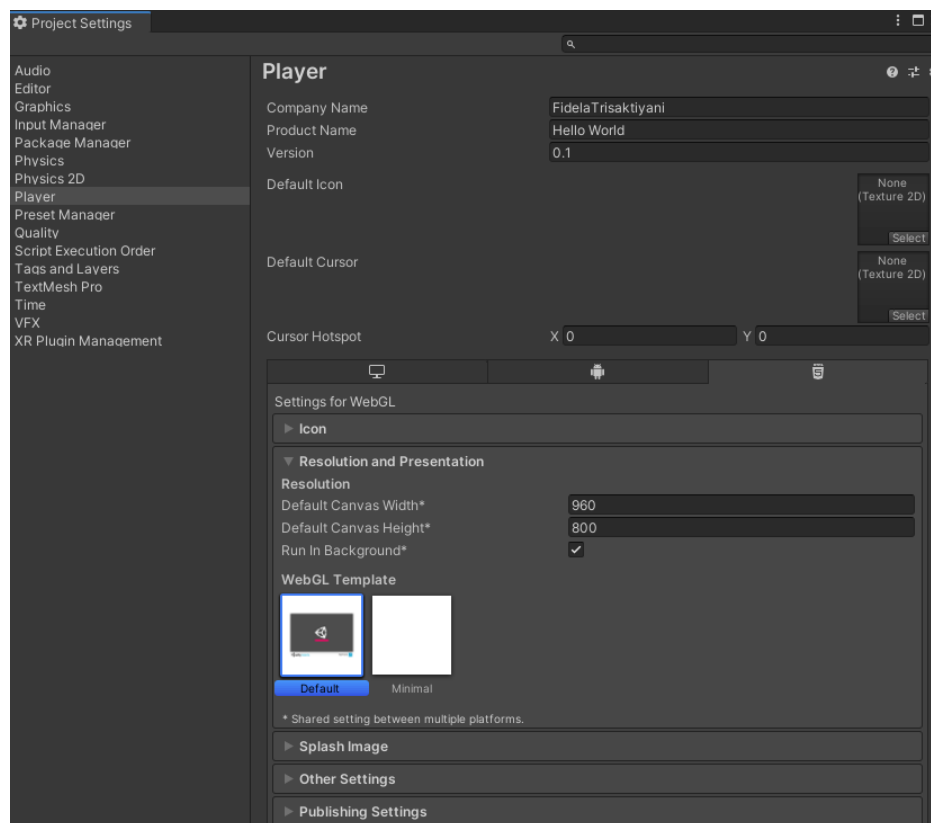 Project Settings
Audio
Editor
Graphics
Input Manager
Package Manager
Physics
Physics 2D
Player
Preset Manager
Quality
Script Execution Order
Tags and Layers
TextMesh Pro
Time
VFX
XR Plugin Management
Player
Company Name FidelaTrisaktiyani
Product Name Hello World
Version 0.1
Default Icon
None
(Texture 2D)
Select
Default Cursor
None
(Texture 2D)
Select
Cursor Hotspot X 0 Y 0
Settings for WebGL
Icon
Resolution and Presentation
Resolution
Default Canvas Width* 960
Default Canvas Height* 800
Run In Background*
WebGL Template
Default Minimal
* Shared setting between multiple platforms.
Splash Image
Other Settings
Publishing Settings